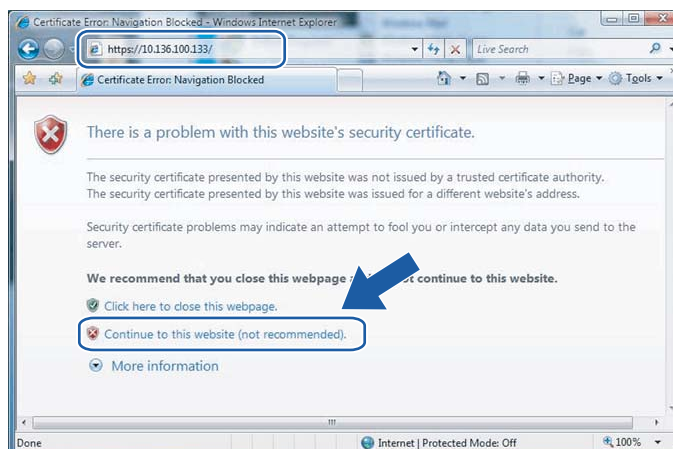 Certificate Error: Navigation Blocked - Windows Internet Explorer
https://10.136.100.133/
Live Search
Certificate Error: Navigation Blocked
Page
Tools
There is a problem with this website's security certificate.
The security certificate presented by this website was not issued by a trusted certificate authority.
The security certificate presented by this website was issued for a different website's address.
Security certificate problems may indicate an attempt to fool you or intercept any data you send to the
server.
We recommend that you close this webpage continue to this website.
Click here to close this webpage.
Continue to this website (not recommended).
More information
Done
Internet | Protected Mode: Off
100%